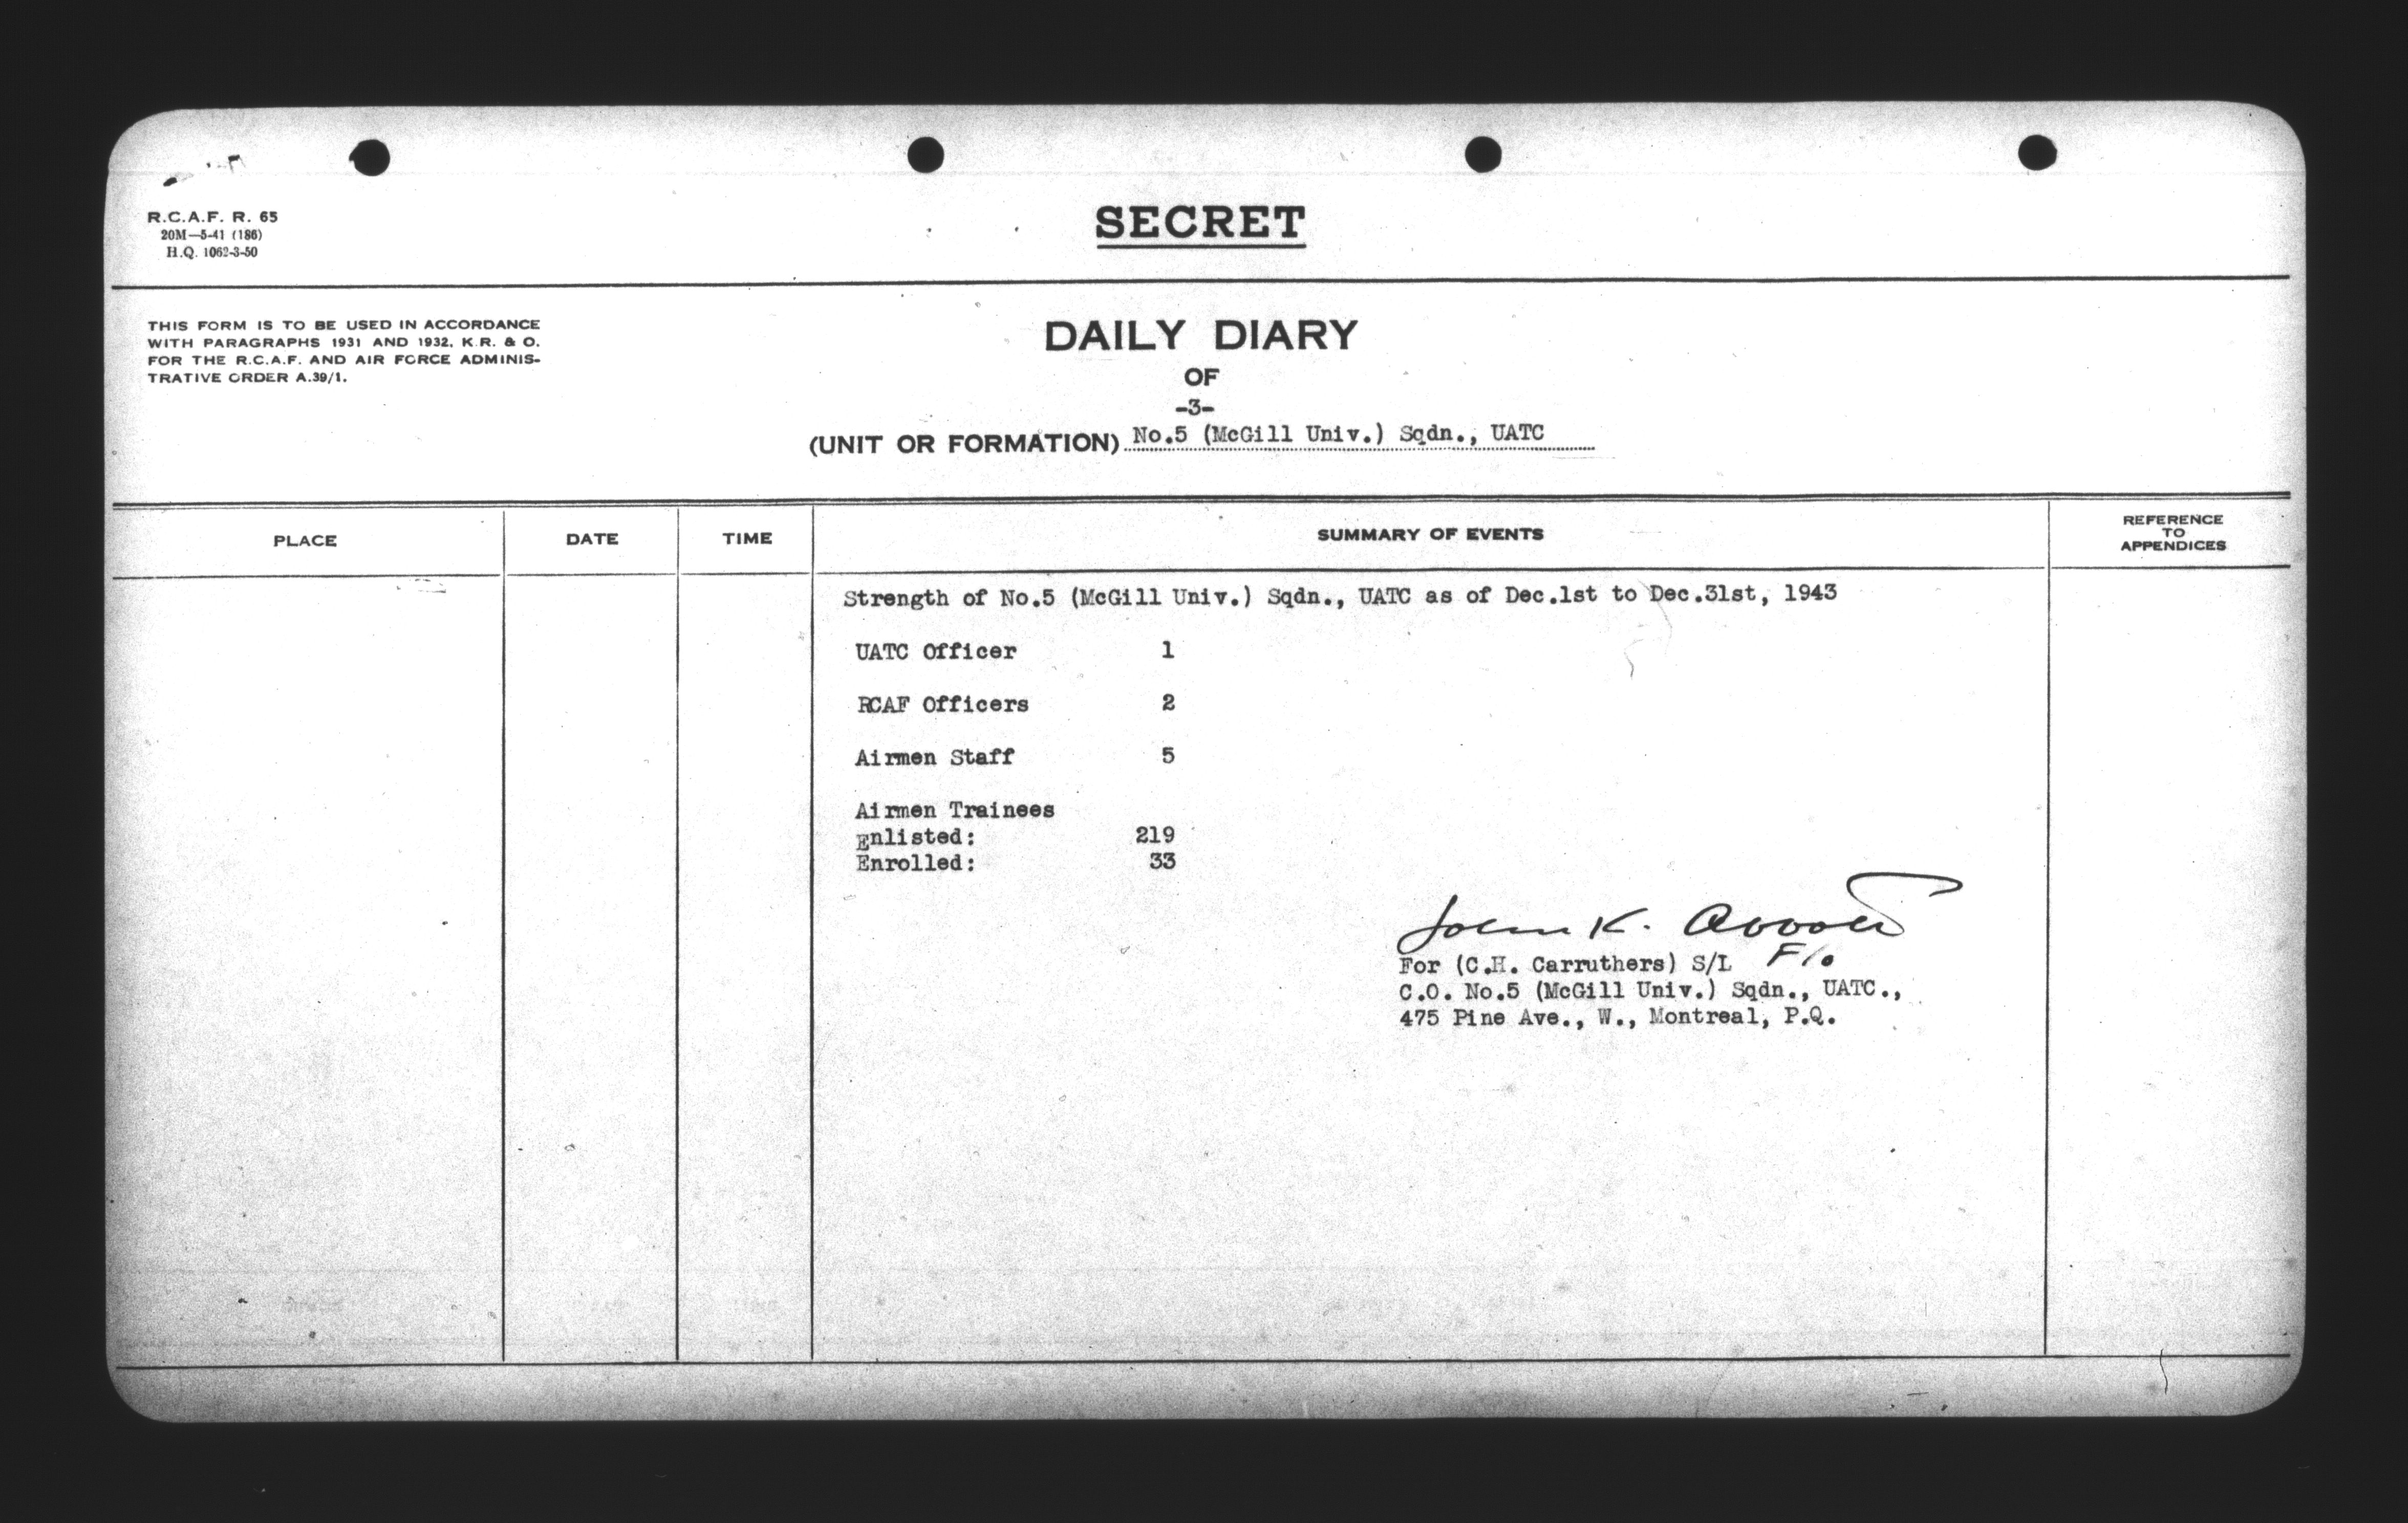 R.C.A.F. R. 65
20M—5-41 (186)
H.Q. 1062-3-50
SECRET
THIS FORM IS TO BE USED IN ACCORDANCE
WITH PARAGRAPHS 1931 AND 1932, K.R. & O.
FOR THE R.C.A.F. AND AIR FORCE ADMINIS-
TRATIVE ORDER A.39/1.
DAILY DIARY
OF
-3-
(UNIT OR FORMATION) No.5 (McGill Univ.) Sqdn., UATC
PLACE DATE TIME SUMMARY OF EVENTS REFERENCE TO APPENDICES
Strength of No.5 (McGill Univ.) Sqdn., UATC as of Dec.1st to Dec.31st, 1943
UATC Officer 1
RCAF Officers 2
Airmen Staff 5
Airmen Trainees
Enlisted: 219
Enrolled: 33
John K. Abbott
F/O
For (C.H. Carruthers) S/L
C.O. No.5 (McGill Univ.) Sqdn., UATC.,
475 Pine Ave., W., Montreal, P.Q.